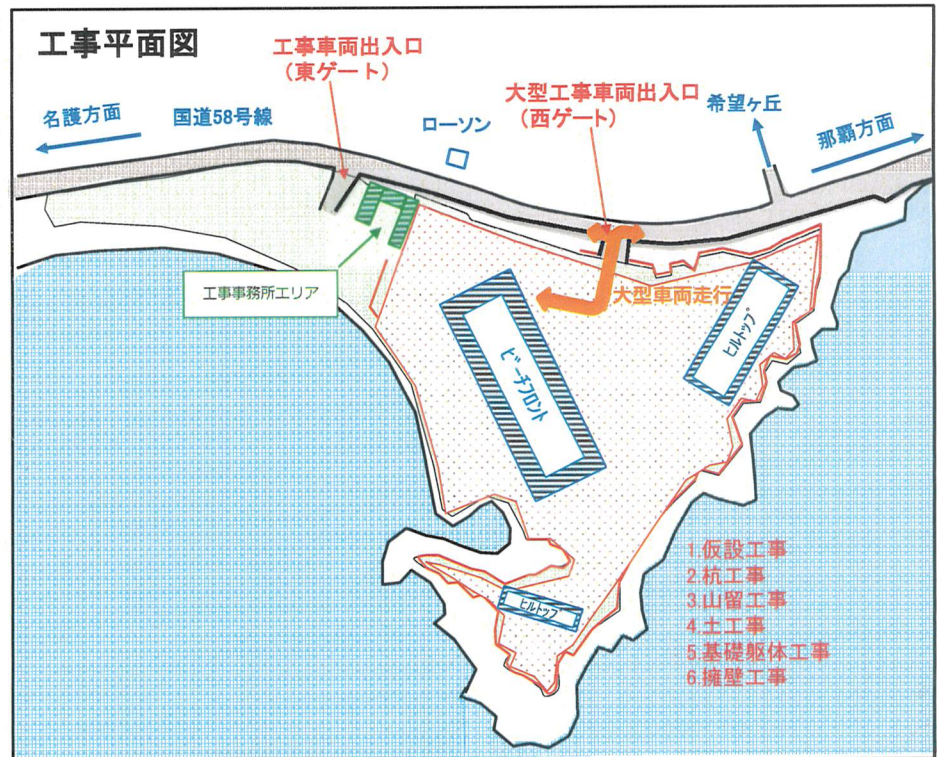 工事平面図
工事車両出入口
（東ゲート）
大型工事車両出入口
（西ゲート）
希望ヶ丘
名護方面
国道58号線
ローソン
那覇方面
工事事務所エリア
大型車両走行
ビーチフロント
ヒルトップ
ヒルトップ
1.仮設工事
2.杭工事
3.山留工事
4.土工事
5.基礎躯体工事
6.擁壁工事